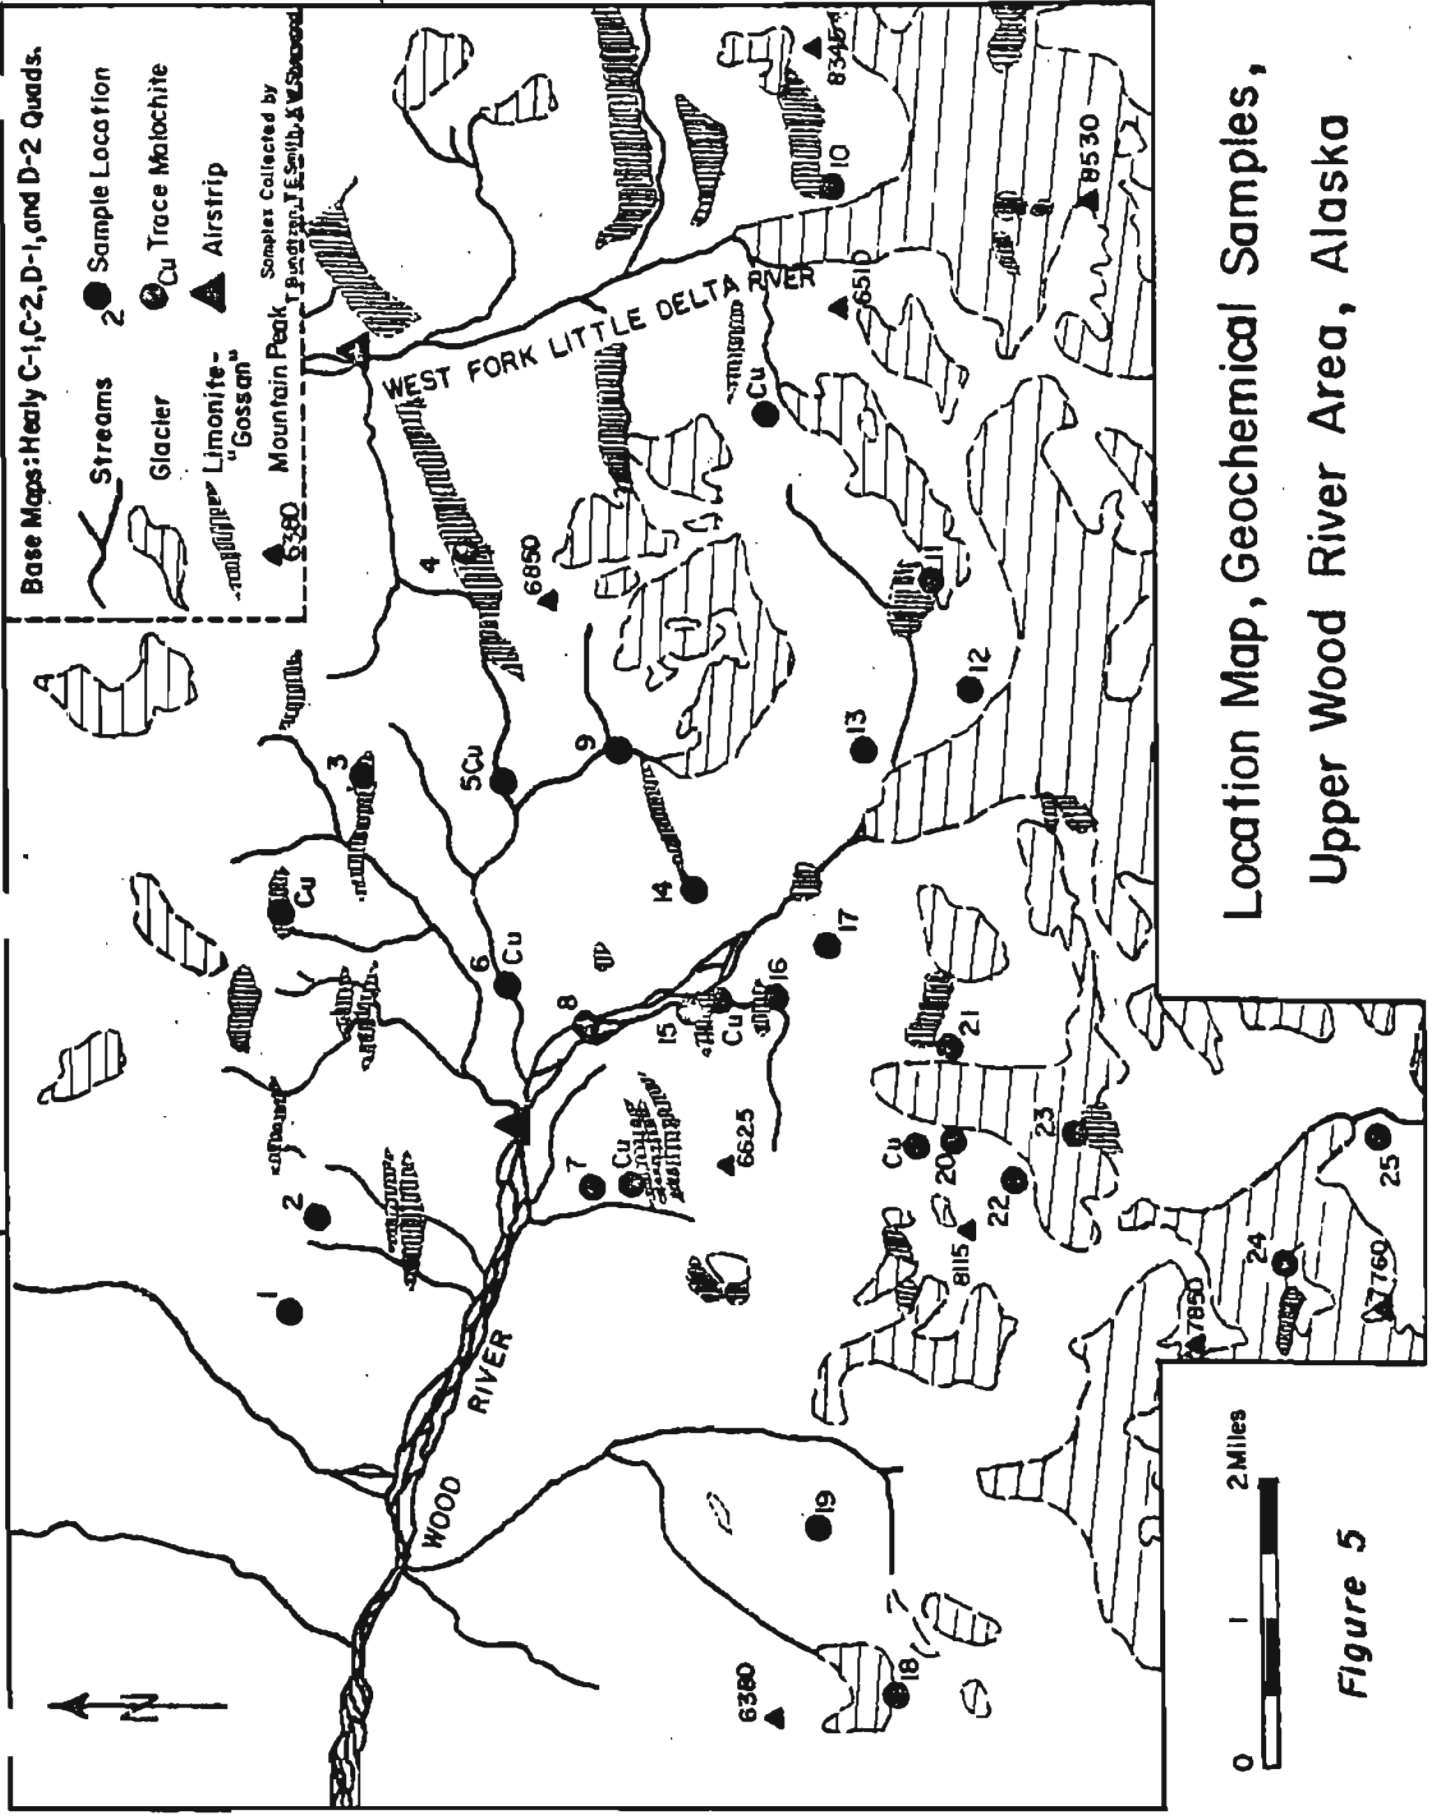 Base Maps: Healy C-1, C-2, D-1, and D-2 Quads.
Streams
2 Sample Location
Glacier
Cu Trace Malachite
Limonite-
"Gossan"
Airstrip
6380 Mountain Peak
Samples Collected by
3
Cu
2
1
4
6850
5Cu
9
6
Cu
8
14
7
Cu
15
Cu
16
6625
17
13
12
11
10
8345
8530
6510
Cu
WEST FORK LITTLE DELTA RIVER
WOOD RIVER
21
Cu
20
22
23
8115
24
25
7850
7760
19
18
6380
N
0 1 2 Miles
Figure 5
Location Map, Geochemical Samples,
Upper Wood River Area, Alaska